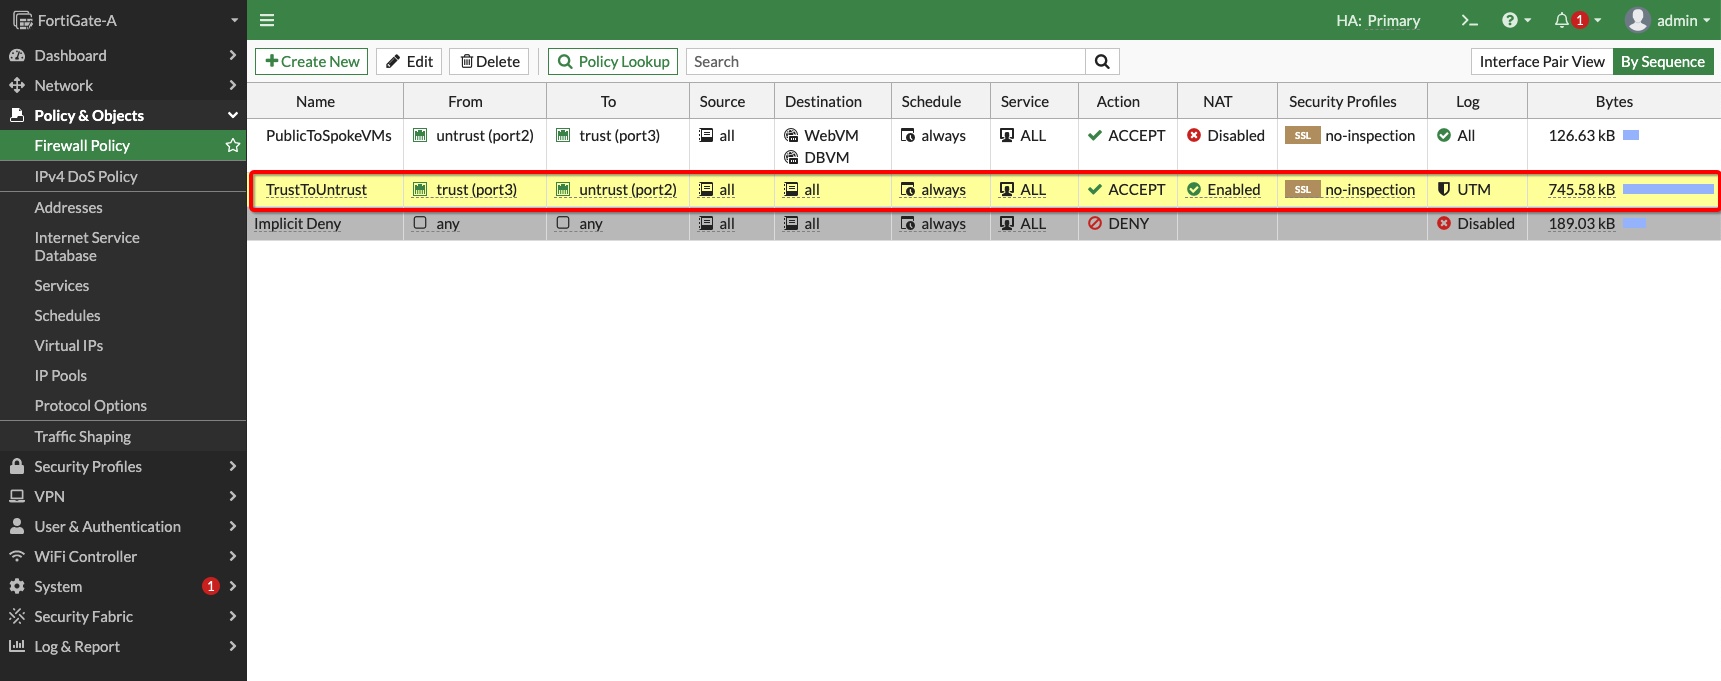 FortiGate-A
HA: Primary
>_
?
1
admin
Dashboard
Network
Policy & Objects
Firewall Policy
IPv4 DoS Policy
Addresses
Internet Service
Database
Services
Schedules
Virtual IPs
IP Pools
Protocol Options
Traffic Shaping
Security Profiles
VPN
User & Authentication
WiFi Controller
System 1
Security Fabric
Log & Report
+Create New Edit Delete Policy Lookup Search Interface Pair View By Sequence
Name From To Source Destination Schedule Service Action NAT Security Profiles Log Bytes
PublicToSpokeVMs untrust (port2) trust (port3) all WebVM always ALL ACCEPT Disabled SSL no-inspection All 126.63 kB
DBVM
TrustToUntrust trust (port3) untrust (port2) all all always ALL ACCEPT Enabled SSL no-inspection UTM 745.58 kB
Implicit Deny any any all all always ALL DENY Disabled 189.03 kB